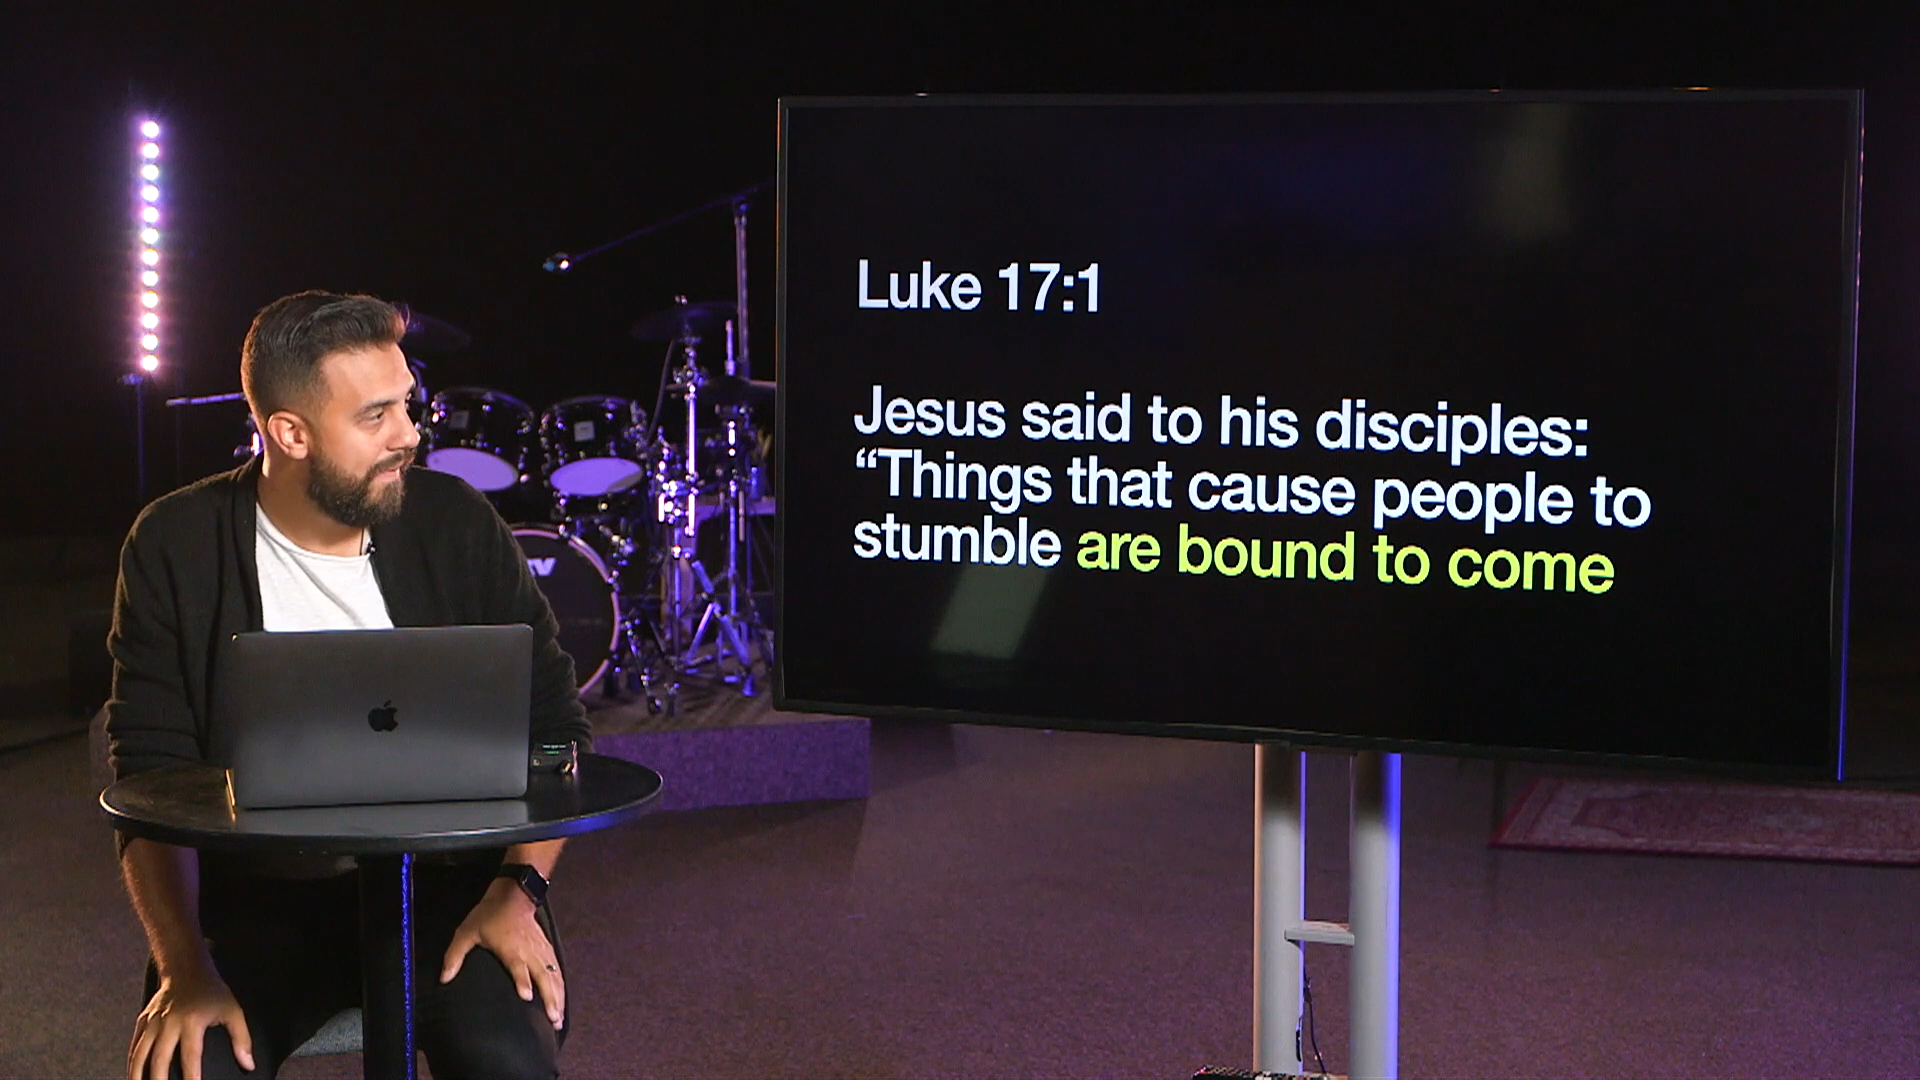 Luke 17:1
Jesus said to his disciples:
“Things that cause people to
stumble are bound to come